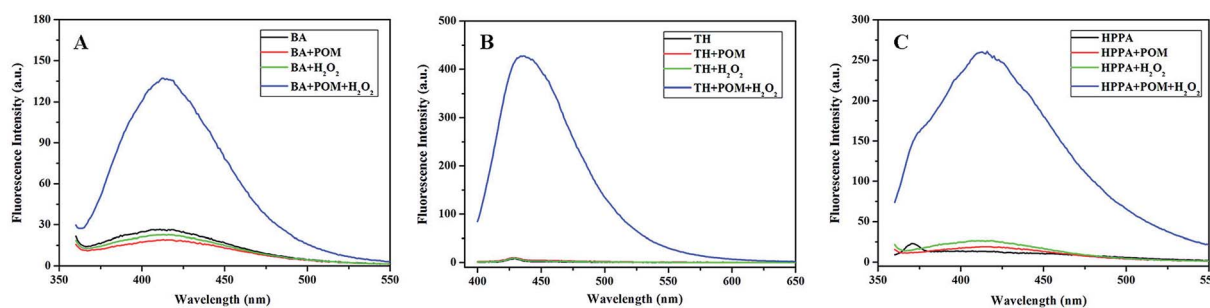 A
BA
BA+POM
BA+H₂O₂
BA+POM+H₂O₂
180
150
120
90
60
30
0
350
400
450
500
550
Fluorescence Intensity (a.u.)
Wavelength (nm)
B
TH
TH+POM
TH+H₂O₂
TH+POM+H₂O₂
400
300
200
100
0
400
450
500
550
600
650
Fluorescence Intensity (a.u.)
Wavelength (nm)
C
HPPA
HPPA+POM
HPPA+H₂O₂
HPPA+POM+H₂O₂
300
250
200
150
100
50
0
350
400
450
500
550
Fluorescence Intensity (a.u.)
Wavelength (nm)